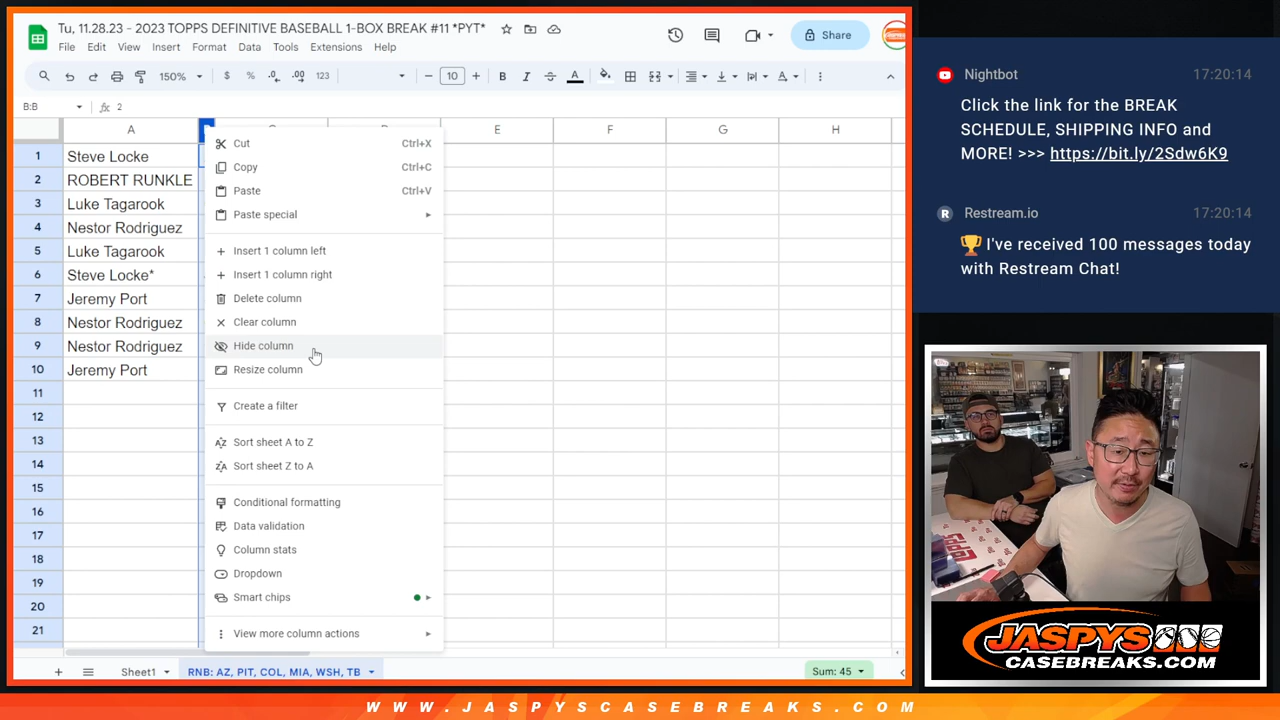 Tu, 11.28.23 - 2023 TOPPS DEFINITIVE BASEBALL 1-BOX BREAK #11 *PYT*
File Edit View Insert Format Data Tools Extensions Help
Share
150% $ % .0 .00 123 10 B I A
B:B fx 2
A E F G H
1 Steve Locke
2 ROBERT RUNKLE
3 Luke Tagarook
4 Nestor Rodriguez
5 Luke Tagarook
6 Steve Locke*
7 Jeremy Port
8 Nestor Rodriguez
9 Nestor Rodriguez
10 Jeremy Port
11
12
13
14
15
16
17
18
19
20
21
Cut Ctrl+X
Copy Ctrl+C
Paste Ctrl+V
Paste special
Insert 1 column left
Insert 1 column right
Delete column
Clear column
Hide column
Resize column
Create a filter
Sort sheet A to Z
Sort sheet Z to A
Conditional formatting
Data validation
Column stats
Dropdown
Smart chips
View more column actions
Sheet1 RNB: AZ, PIT, COL, MIA, WSH, TB Sum: 45
Nightbot 17:20:14
Click the link for the BREAK
SCHEDULE, SHIPPING INFO and
MORE! >>> https://bit.ly/2Sdw6K9
R Restream.io 17:20:14
🏆 I've received 100 messages today
with Restream Chat!
JASPYS
CASEBREAKS.COM
WWW.JASPYSCASEBREAKS.COM